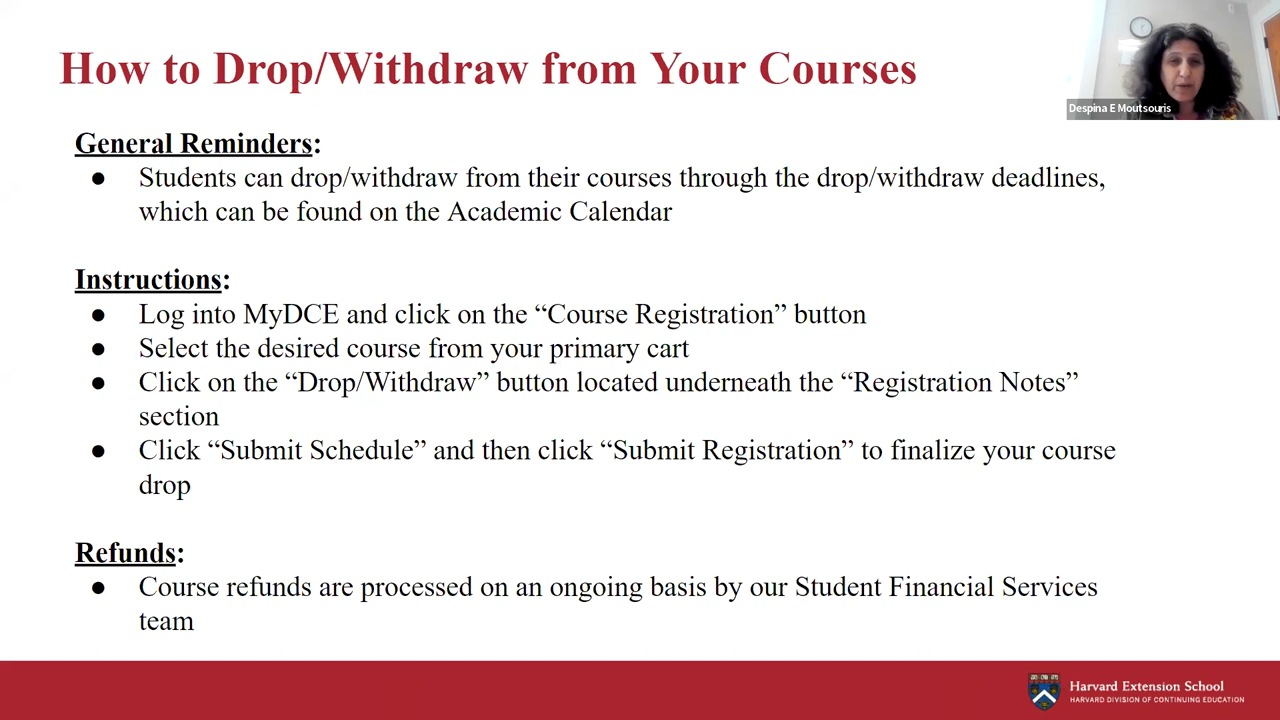 How to Drop/Withdraw from Your Courses
Despina E Moutsouris
General Reminders:
● Students can drop/withdraw from their courses through the drop/withdraw deadlines,
which can be found on the Academic Calendar
Instructions:
● Log into MyDCE and click on the “Course Registration” button
● Select the desired course from your primary cart
● Click on the “Drop/Withdraw” button located underneath the “Registration Notes”
section
● Click “Submit Schedule” and then click “Submit Registration” to finalize your course
drop
Refunds:
● Course refunds are processed on an ongoing basis by our Student Financial Services
team
Harvard Extension School
HARVARD DIVISION OF CONTINUING EDUCATION